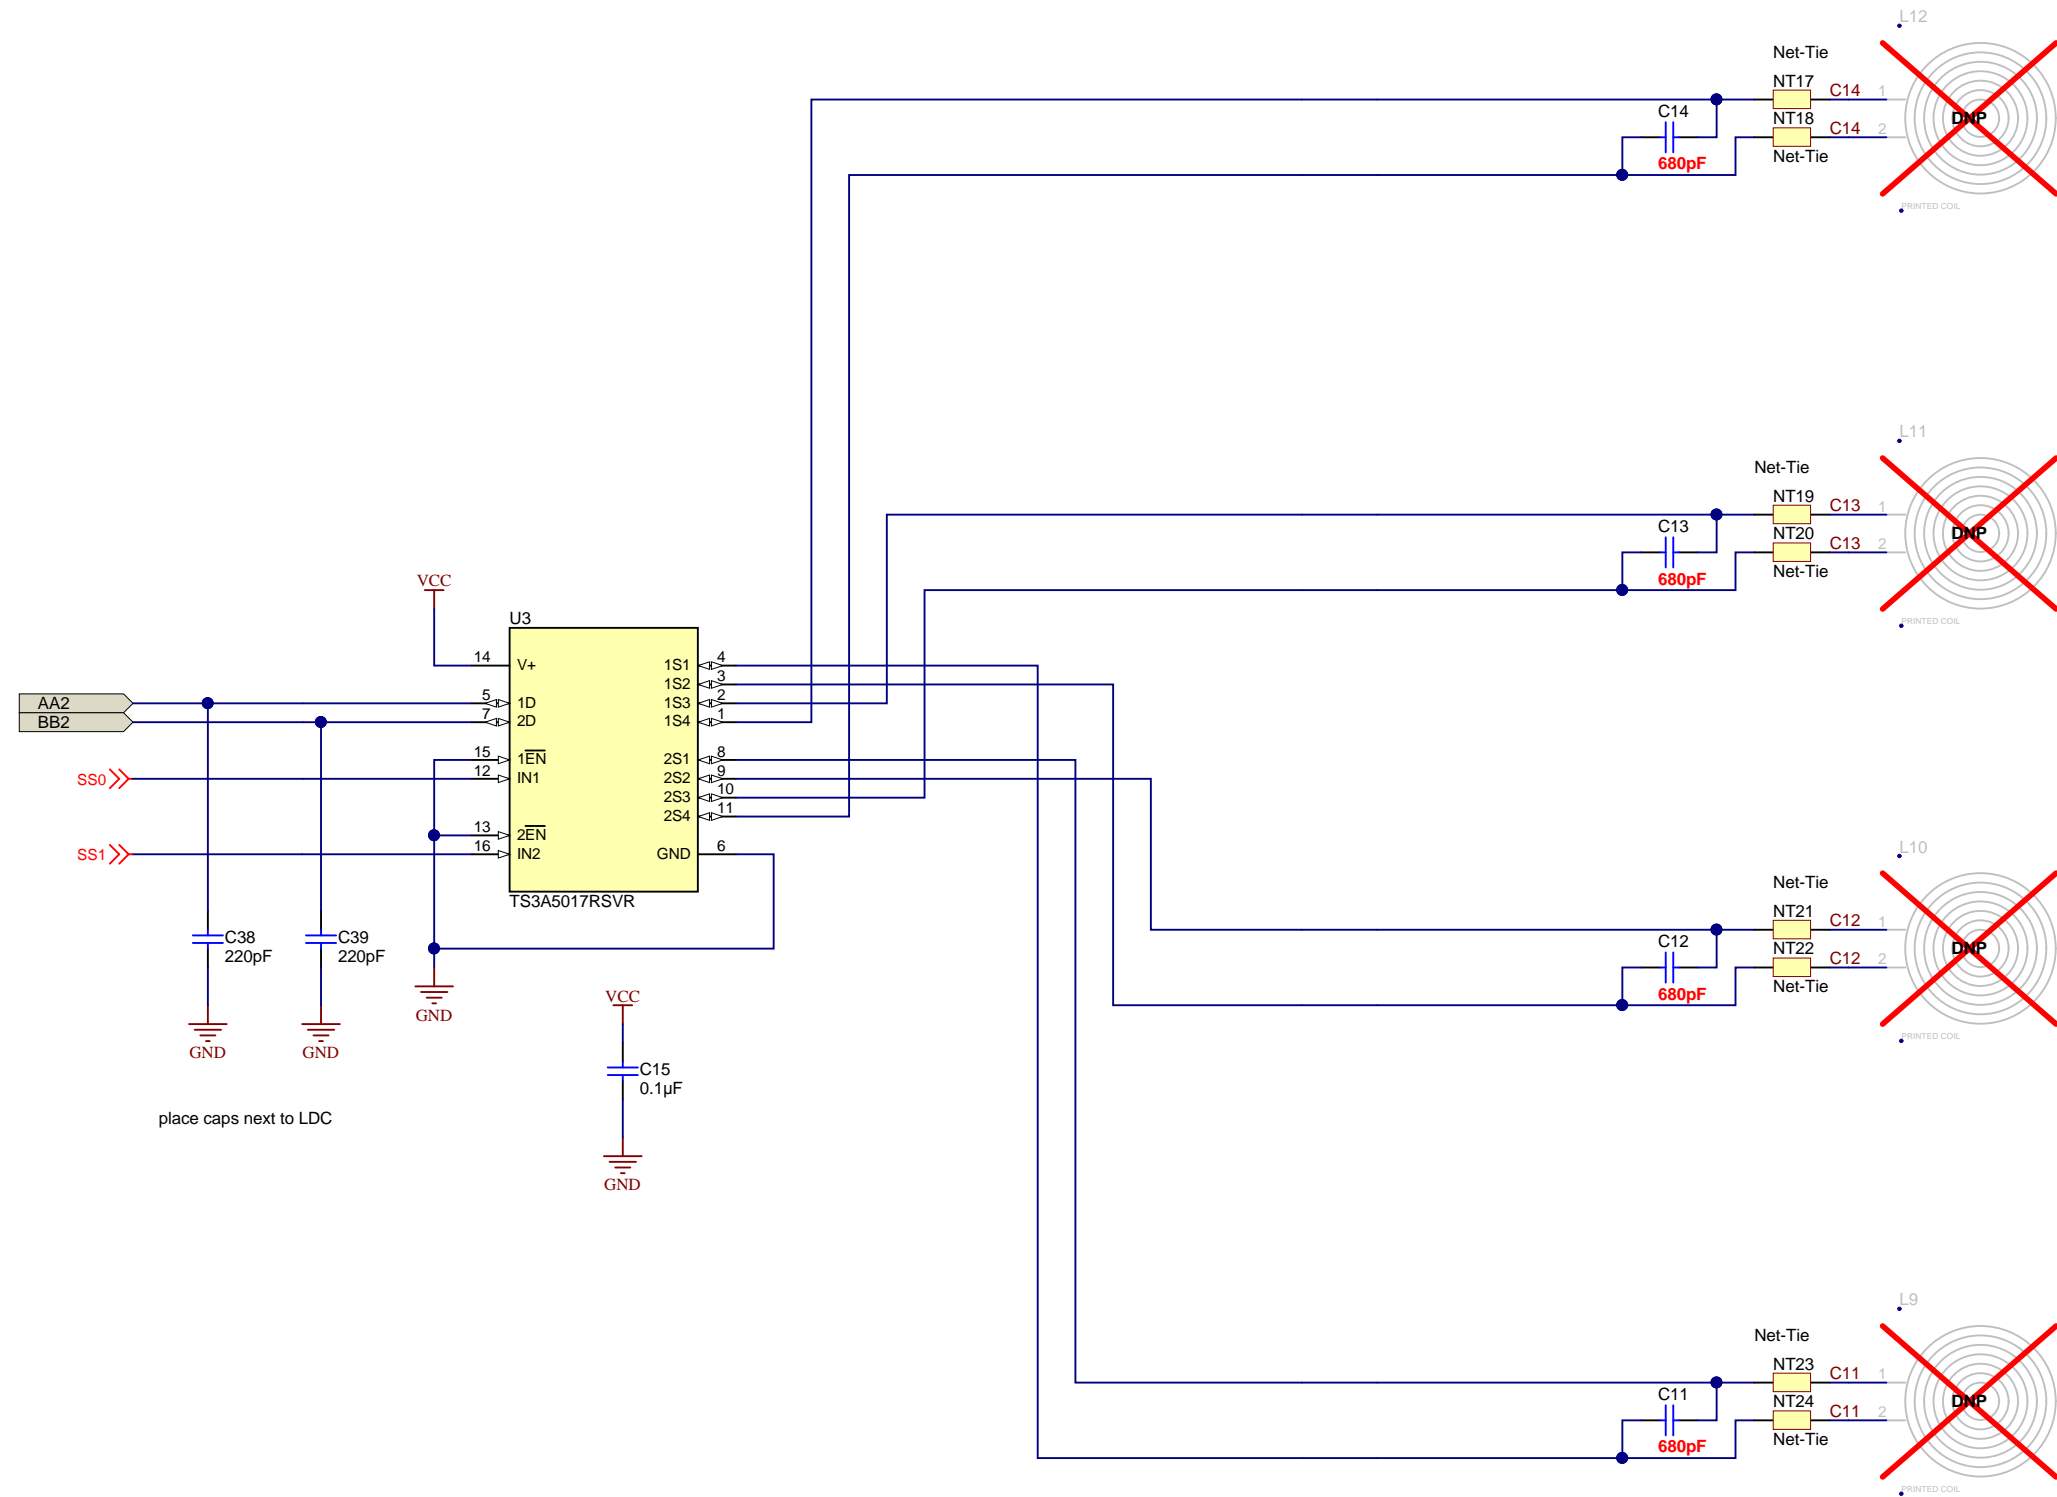 L12
Net-Tie
NT17
C14
1
C14
NT18
C14
2
DNP
680pF
Net-Tie
PRINTED COIL
L11
Net-Tie
NT19
C13
1
C13
NT20
C13
2
DNP
680pF
Net-Tie
PRINTED COIL
VCC
U3
14
V+
1S1
4
1S2
3
AA2
5
1D
1S3
2
BB2
7
2D
1S4
1
15
1EN
2S1
8
SS0
12
IN1
2S2
9
2S3
10
2S4
11
13
2EN
SS1
16
IN2
GND
6
TS3A5017RSVR
L10
Net-Tie
NT21
C12
1
C12
NT22
C12
2
DNP
680pF
Net-Tie
PRINTED COIL
C38
220pF
C39
220pF
GND
GND
GND
VCC
C15
0.1µF
GND
place caps next to LDC
L9
Net-Tie
NT23
C11
1
C11
NT24
C11
2
DNP
680pF
Net-Tie
PRINTED COIL